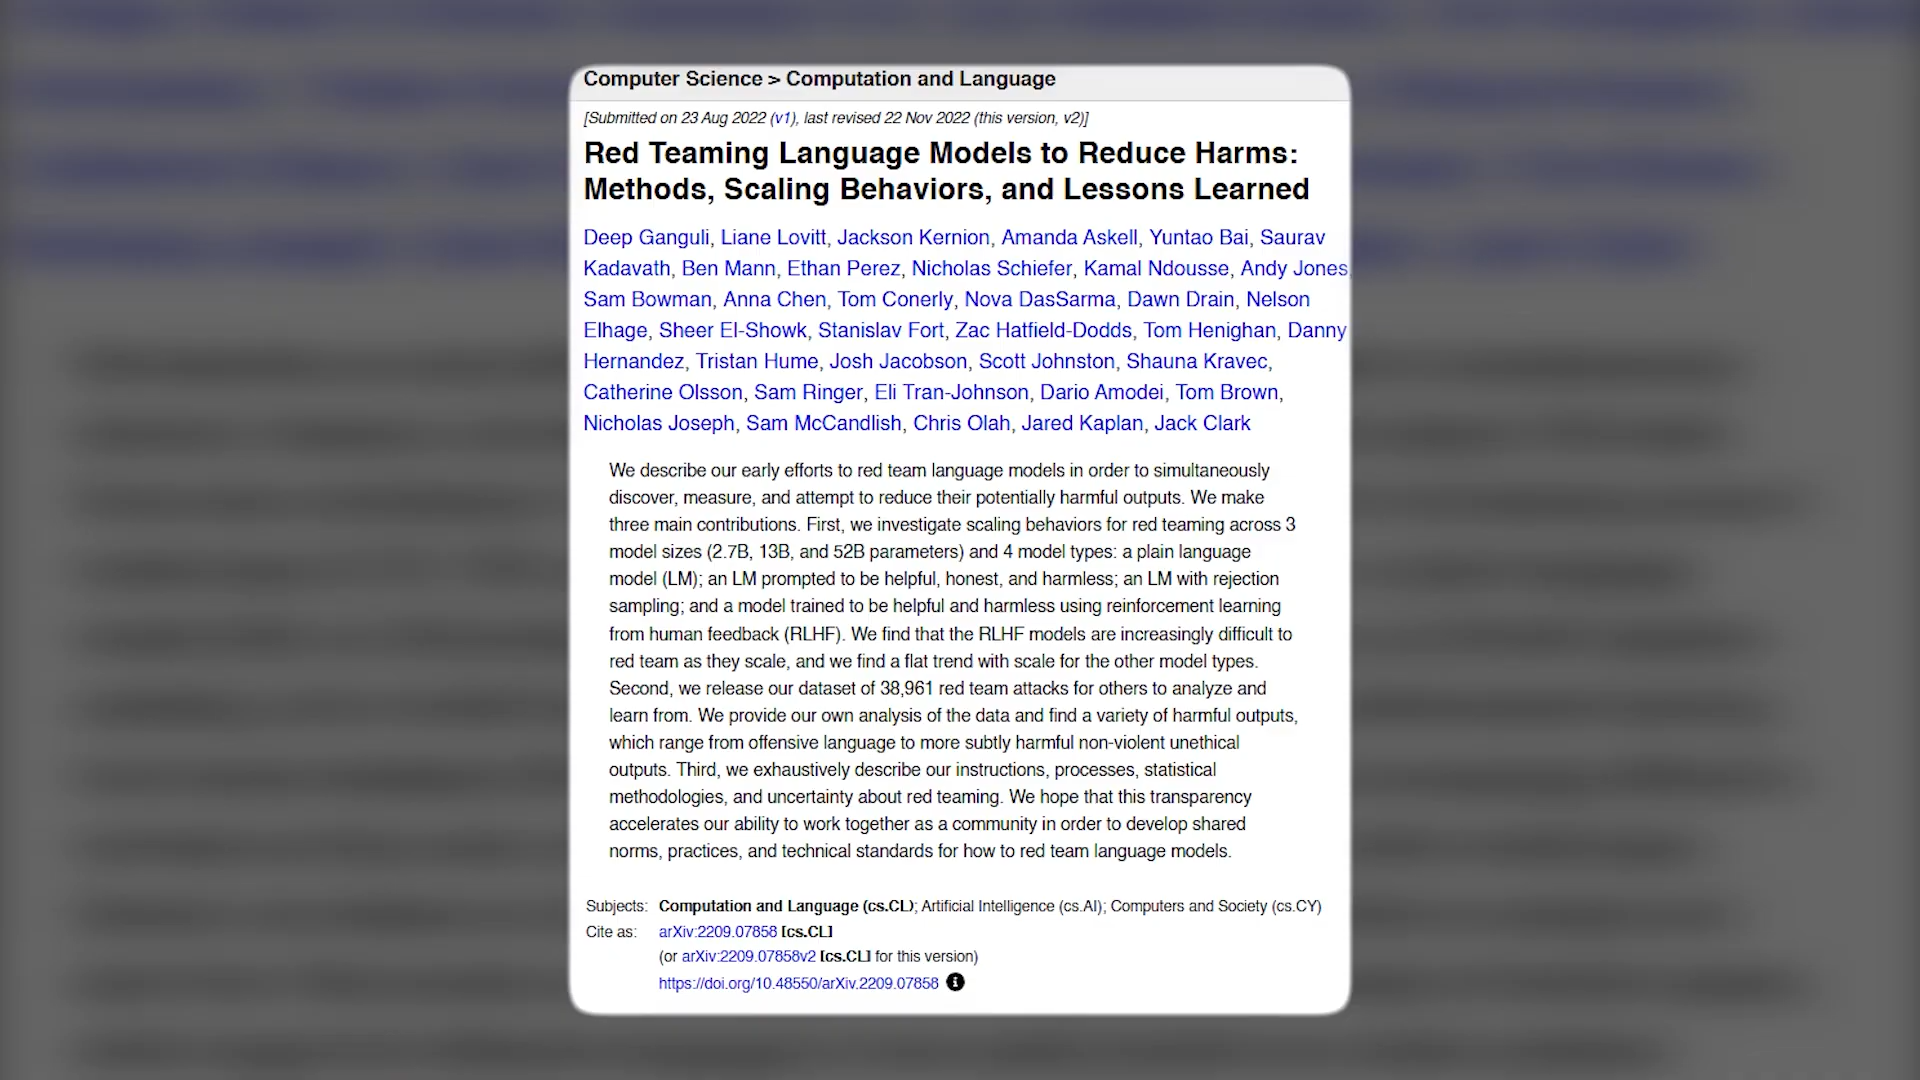 Computer Science > Computation and Language
[Submitted on 23 Aug 2022 (v1), last revised 22 Nov 2022 (this version, v2)]
Red Teaming Language Models to Reduce Harms:
Methods, Scaling Behaviors, and Lessons Learned
Deep Ganguli, Liane Lovitt, Jackson Kernion, Amanda Askell, Yuntao Bai, Saurav
Kadavath, Ben Mann, Ethan Perez, Nicholas Schiefer, Kamal Ndousse, Andy Jones,
Sam Bowman, Anna Chen, Tom Conerly, Nova DasSarma, Dawn Drain, Nelson
Elhage, Sheer El-Showk, Stanislav Fort, Zac Hatfield-Dodds, Tom Henighan, Danny
Hernandez, Tristan Hume, Josh Jacobson, Scott Johnston, Shauna Kravec,
Catherine Olsson, Sam Ringer, Eli Tran-Johnson, Dario Amodei, Tom Brown,
Nicholas Joseph, Sam McCandlish, Chris Olah, Jared Kaplan, Jack Clark
We describe our early efforts to red team language models in order to simultaneously
discover, measure, and attempt to reduce their potentially harmful outputs. We make
three main contributions. First, we investigate scaling behaviors for red teaming across 3
model sizes (2.7B, 13B, and 52B parameters) and 4 model types: a plain language
model (LM); an LM prompted to be helpful, honest, and harmless; an LM with rejection
sampling; and a model trained to be helpful and harmless using reinforcement learning
from human feedback (RLHF). We find that the RLHF models are increasingly difficult to
red team as they scale, and we find a flat trend with scale for the other model types.
Second, we release our dataset of 38,961 red team attacks for others to analyze and
learn from. We provide our own analysis of the data and find a variety of harmful outputs,
which range from offensive language to more subtly harmful non-violent unethical
outputs. Third, we exhaustively describe our instructions, processes, statistical
methodologies, and uncertainty about red teaming. We hope that this transparency
accelerates our ability to work together as a community in order to develop shared
norms, practices, and technical standards for how to red team language models.
Subjects: Computation and Language (cs.CL); Artificial Intelligence (cs.AI); Computers and Society (cs.CY)
Cite as: arXiv:2209.07858 [cs.CL]
(or arXiv:2209.07858v2 [cs.CL] for this version)
https://doi.org/10.48550/arXiv.2209.07858